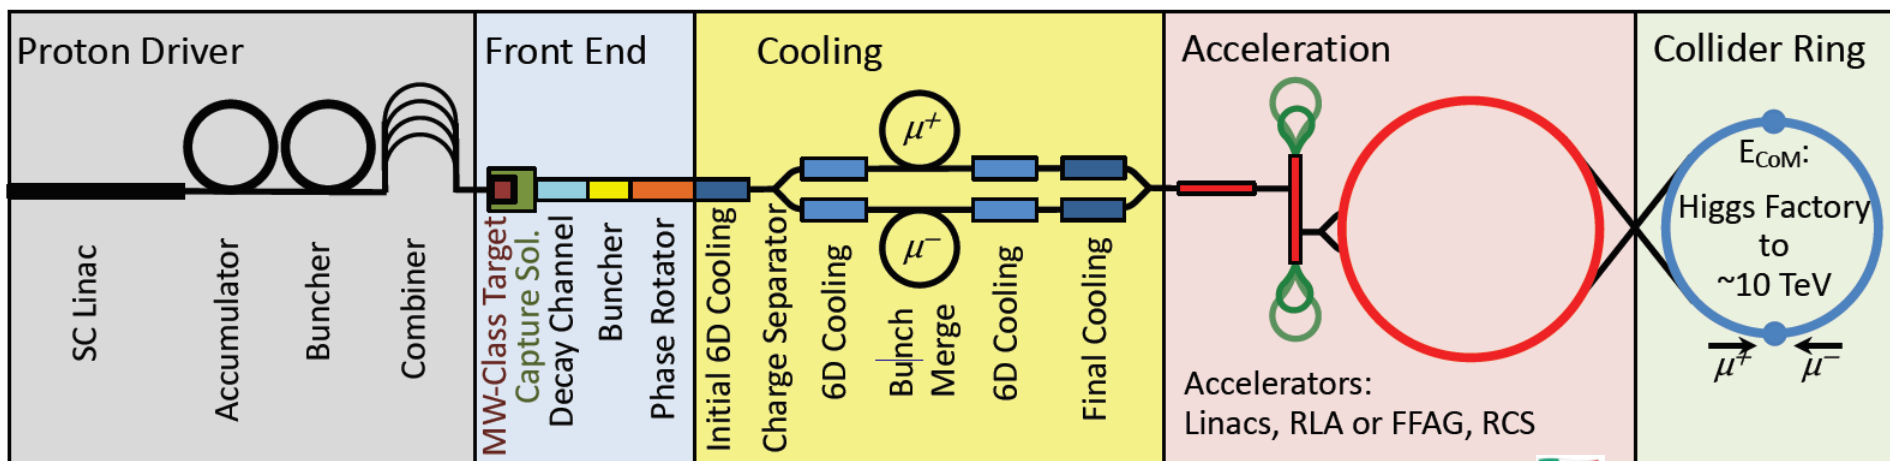 Proton Driver
SC Linac
Accumulator
Buncher
Combiner
Front End
MW-Class Target
Capture Sol.
Decay Channel
Buncher
Phase Rotator
Cooling
Initial 6D Cooling
Charge Separator
6D Cooling
μ+
μ−
Bunch
Merge
6D Cooling
Final Cooling
Acceleration
Accelerators:
Linacs, RLA or FFAG, RCS
Collider Ring
ECoM:
Higgs Factory
to
~10 TeV
μ+ μ−